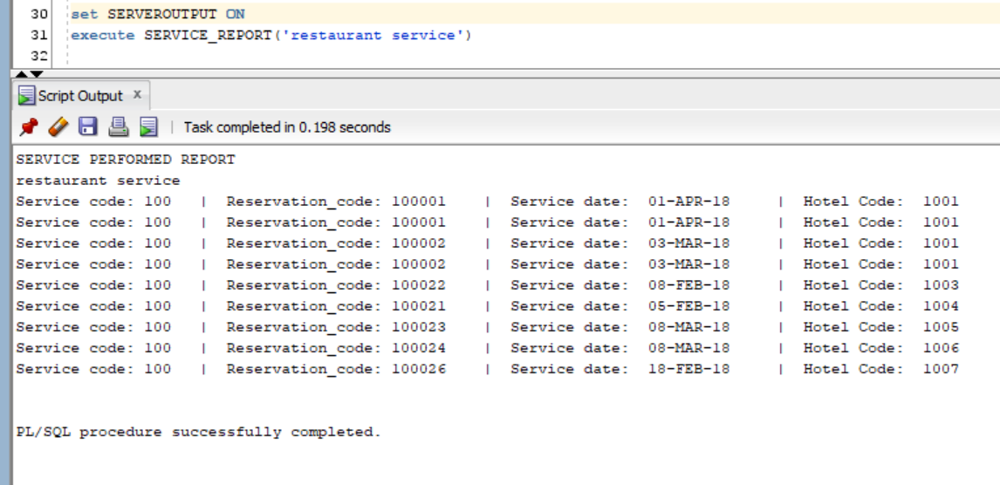 30 set SERVEROUTPUT ON
31 execute SERVICE_REPORT('restaurant service')
32
Script Output x
| Task completed in 0.198 seconds
SERVICE PERFORMED REPORT
restaurant service
Service code: 100 | Reservation_code: 100001 | Service date: 01-APR-18 | Hotel Code: 1001
Service code: 100 | Reservation_code: 100001 | Service date: 01-APR-18 | Hotel Code: 1001
Service code: 100 | Reservation_code: 100002 | Service date: 03-MAR-18 | Hotel Code: 1001
Service code: 100 | Reservation_code: 100002 | Service date: 03-MAR-18 | Hotel Code: 1001
Service code: 100 | Reservation_code: 100022 | Service date: 08-FEB-18 | Hotel Code: 1003
Service code: 100 | Reservation_code: 100021 | Service date: 05-FEB-18 | Hotel Code: 1004
Service code: 100 | Reservation_code: 100023 | Service date: 08-MAR-18 | Hotel Code: 1005
Service code: 100 | Reservation_code: 100024 | Service date: 08-MAR-18 | Hotel Code: 1006
Service code: 100 | Reservation_code: 100026 | Service date: 18-FEB-18 | Hotel Code: 1007
PL/SQL procedure successfully completed.